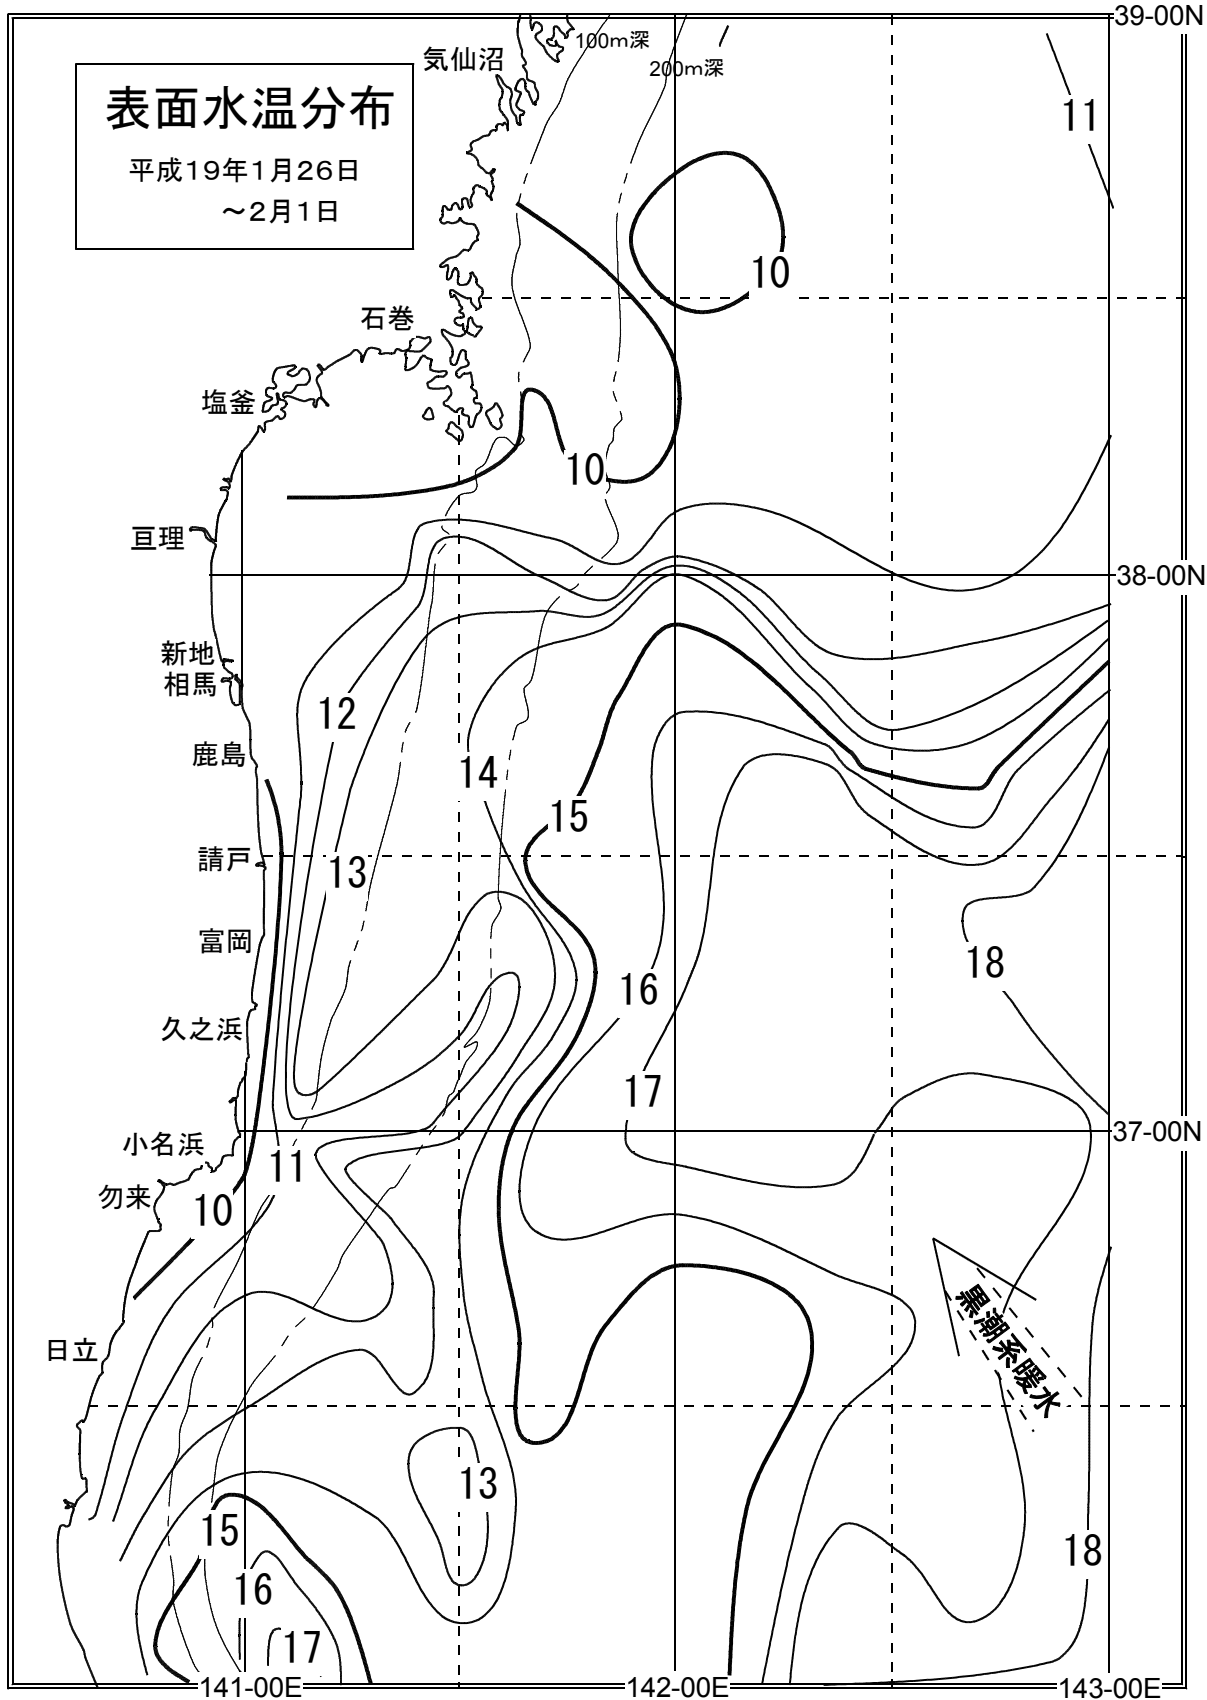 39-00N
100m深
気仙沼
200m深
表面水温分布
平成19年1月26日
～2月1日
11
10
石巻
塩釜
10
亘理
38-00N
新地
相馬
12
鹿島
14
15
請戸
13
富岡
18
16
久之浜
17
小名浜
37-00N
11
勿来
10
黒潮系暖水
日立
13
15
18
16
17
141-00E
142-00E
143-00E